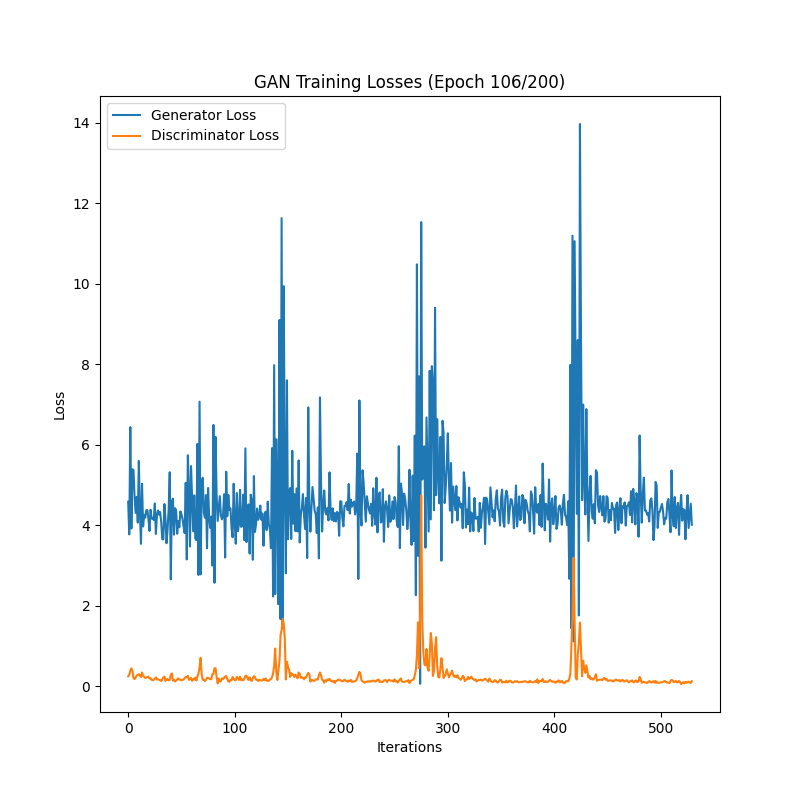 GAN Training Losses (Epoch 106/200)
Generator Loss
Discriminator Loss
14
12
10
8
6
4
2
0
Loss
0 100 200 300 400 500
Iterations